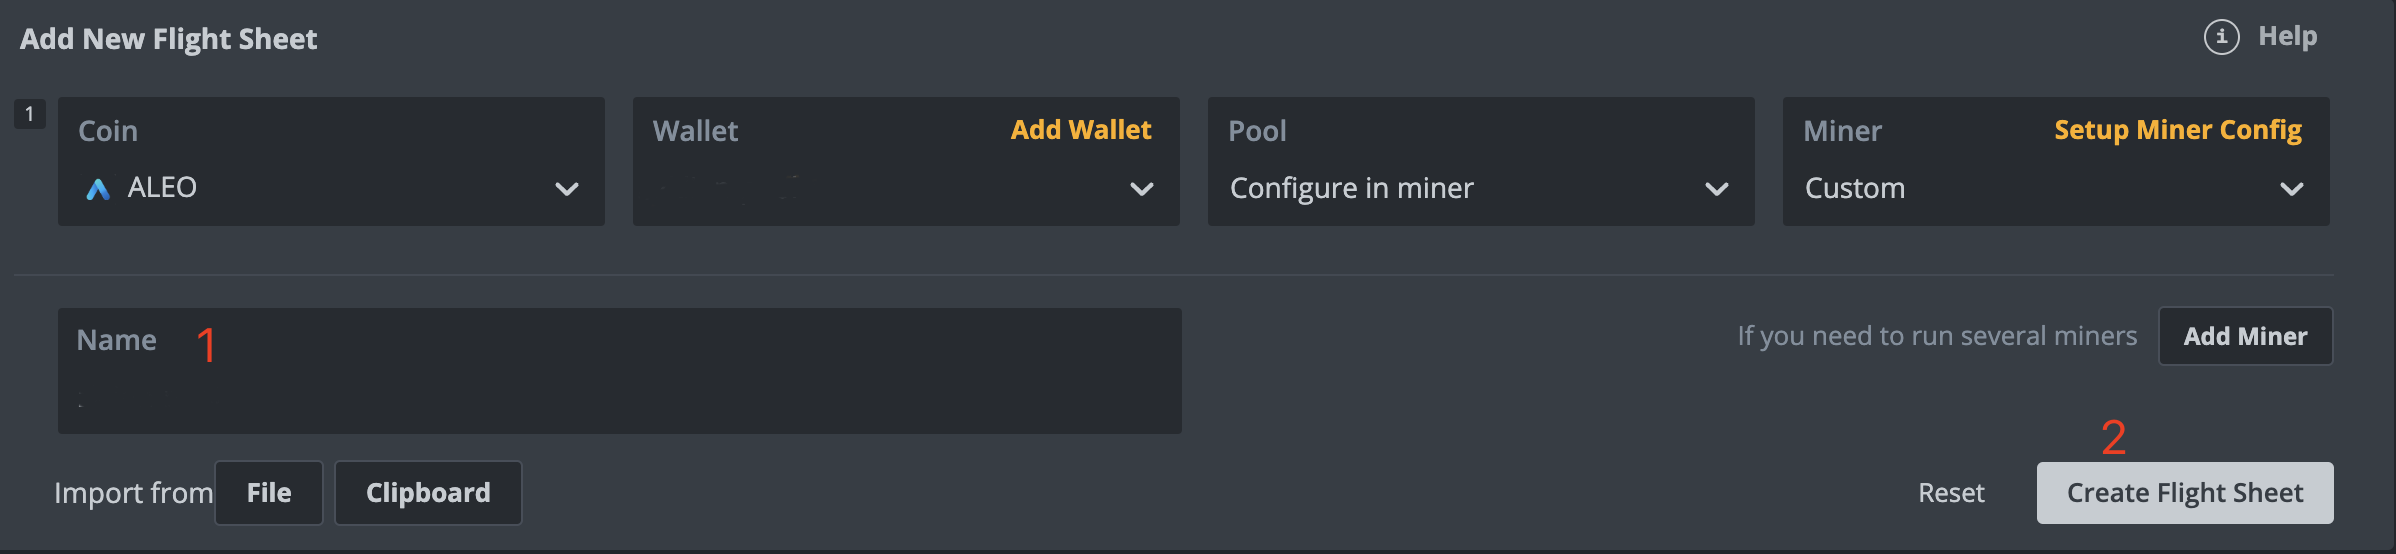 Add New Flight Sheet
Help
1
Coin
ALEO
Wallet
Add Wallet
Pool
Configure in miner
Miner
Setup Miner Config
Custom
Name
1
If you need to run several miners
Add Miner
2
Import from
File
Clipboard
Reset
Create Flight Sheet